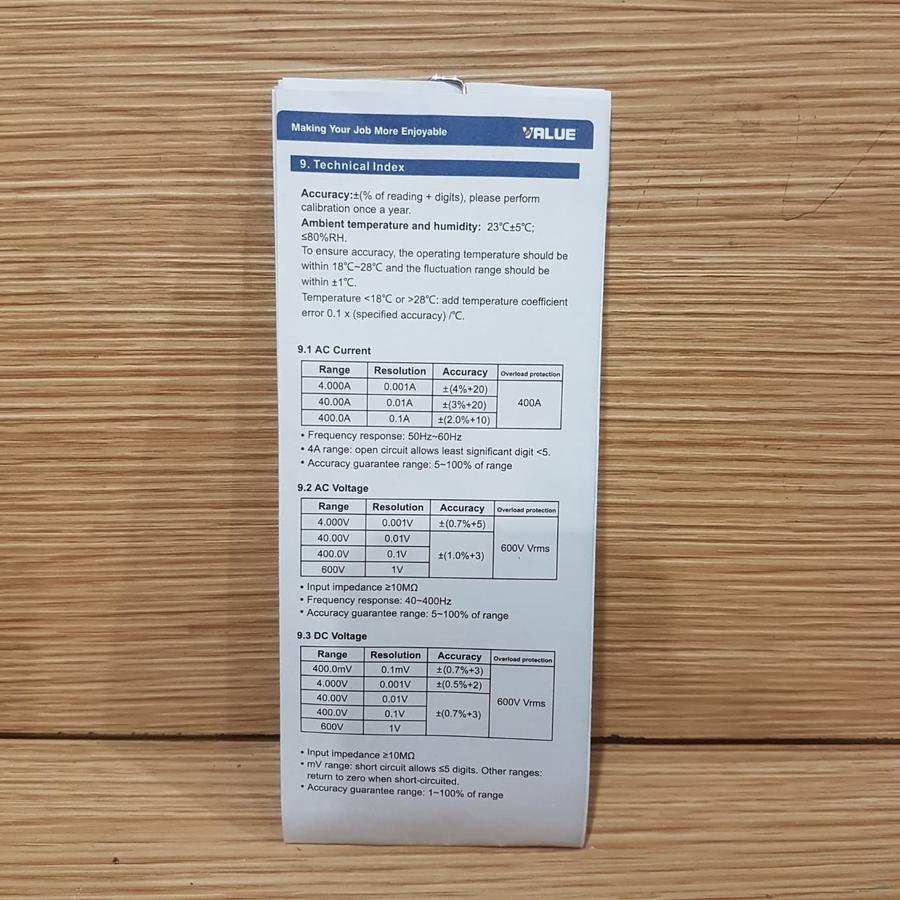 Making Your Job More Enjoyable
VALUE
9. Technical Index
Accuracy:±(% of reading + digits), please perform
calibration once a year.
Ambient temperature and humidity: 23℃±5℃;
≤80%RH.
To ensure accuracy, the operating temperature should be
within 18℃~28℃ and the fluctuation range should be
within ±1℃.
Temperature <18℃ or >28℃: add temperature coefficient
error 0.1 x (specified accuracy) /℃.
9.1 AC Current
Range Resolution Accuracy Overload protection
4.000A 0.001A ±(4%+20)
40.00A 0.01A ±(3%+20) 400A
400.0A 0.1A ±(2.0%+10)
• Frequency response: 50Hz~60Hz
• 4A range: open circuit allows least significant digit <5.
• Accuracy guarantee range: 5~100% of range
9.2 AC Voltage
Range Resolution Accuracy Overload protection
4.000V 0.001V ±(0.7%+5)
40.00V 0.01V
600V Vrms
400.0V 0.1V ±(1.0%+3)
600V 1V
• Input impedance ≥10MΩ
• Frequency response: 40~400Hz
• Accuracy guarantee range: 5~100% of range
9.3 DC Voltage
Range Resolution Accuracy Overload protection
400.0mV 0.1mV ±(0.7%+3)
4.000V 0.001V ±(0.5%+2)
40.00V 0.01V 600V Vrms
400.0V 0.1V ±(0.7%+3)
600V 1V
• Input impedance ≥10MΩ
• mV range: short circuit allows ≤5 digits. Other ranges:
return to zero when short-circuited.
• Accuracy guarantee range: 1~100% of range